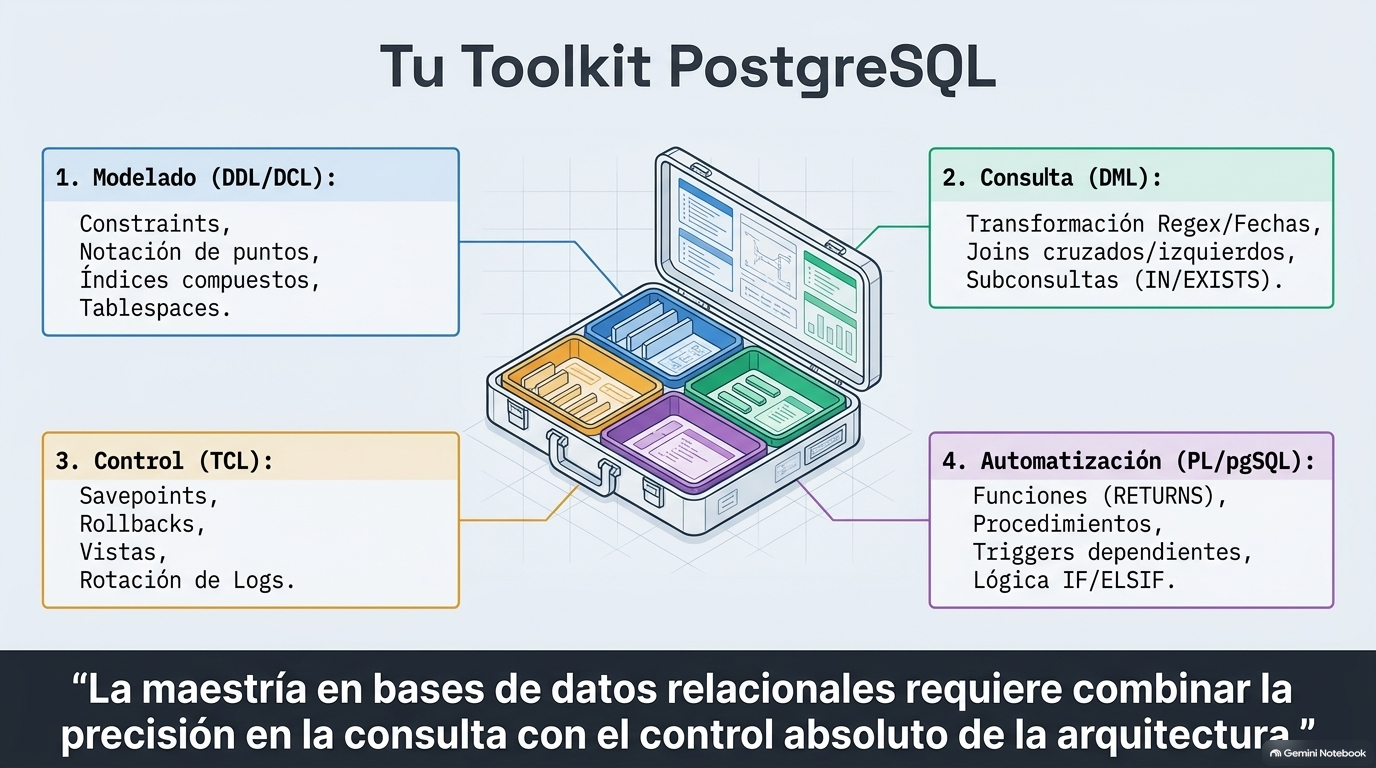 Tu Toolkit PostgreSQL
1. Modelado (DDL/DCL):
Constraints,
Notación de puntos,
Índices compuestos,
Tablespaces.
2. Consulta (DML):
Transformación Regex/Fechas,
Joins cruzados/izquierdos,
Subconsultas (IN/EXISTS).
3. Control (TCL):
Savepoints,
Rollbacks,
Vistas,
Rotación de Logs.
4. Automatización (PL/pgSQL):
Funciones (RETURNS),
Procedimientos,
Triggers dependientes,
Lógica IF/ELSIF.
“La maestría en bases de datos relacionales requiere combinar la
precisión en la consulta con el control absoluto de la arquitectura.”
Gemini Notebook